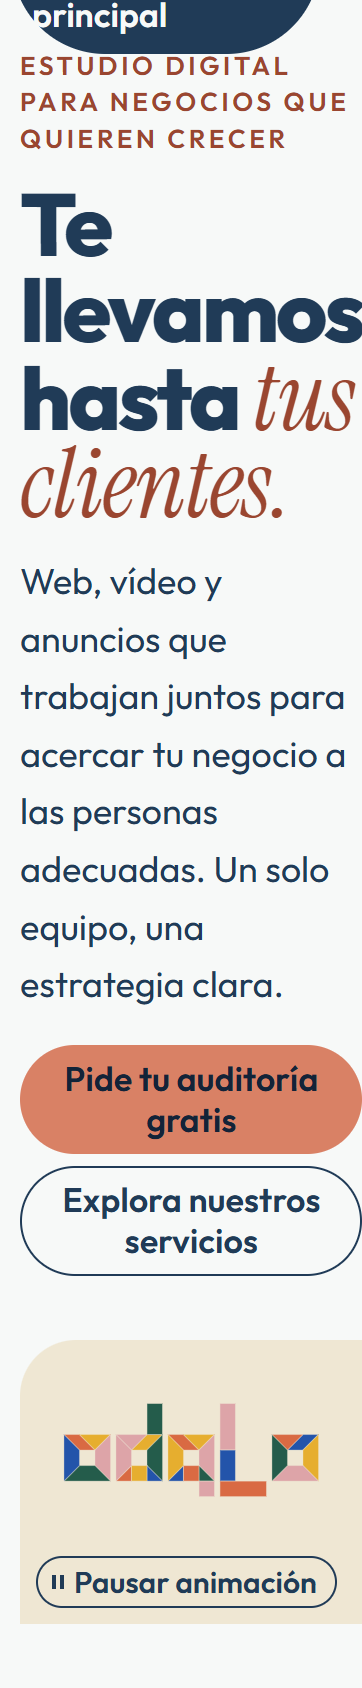 principal
ESTUDIO DIGITAL
PARA NEGOCIOS QUE
QUIEREN CRECER
Te
llevamos
hasta tus
clientes.
Web, vídeo y
anuncios que
trabajan juntos para
acercar tu negocio a
las personas
adecuadas. Un solo
equipo, una
estrategia clara.
Pide tu auditoría
gratis
Explora nuestros
servicios
Pausar animación